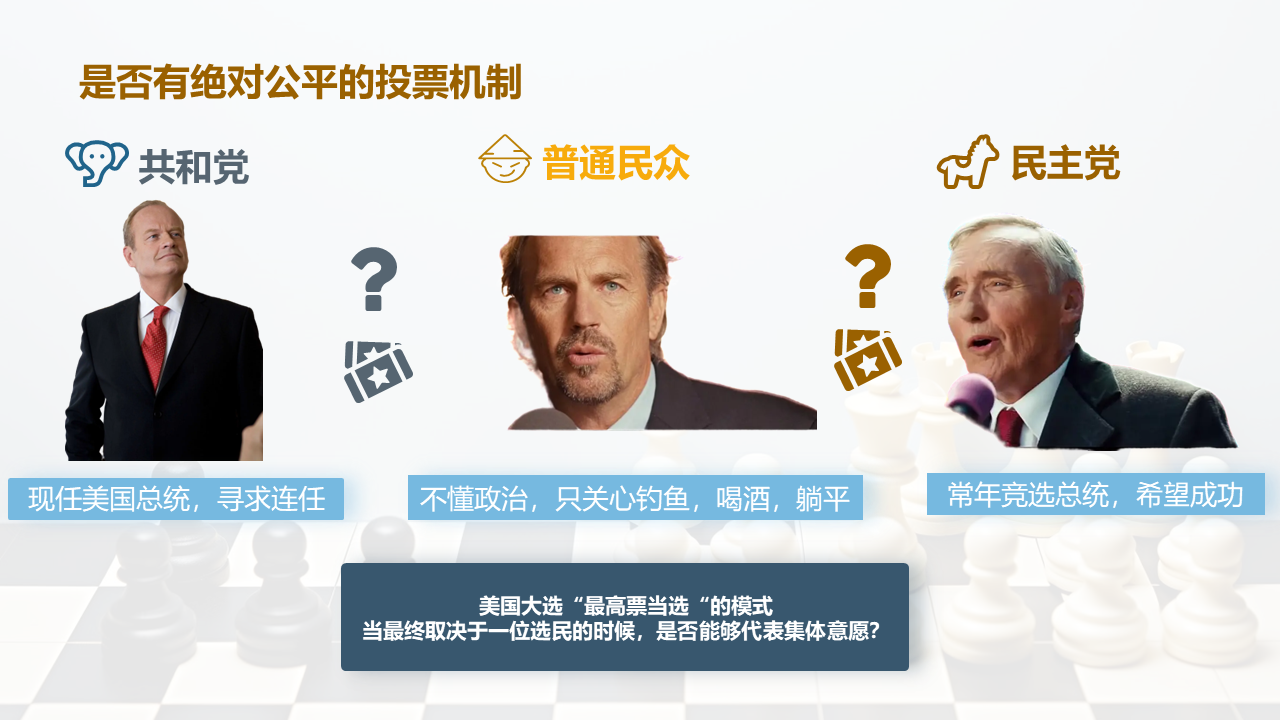 是否有绝对公平的投票机制
共和党
普通民众
民主党
现任美国总统，寻求连任
不懂政治，只关心钓鱼，喝酒，躺平
常年竞选总统，希望成功
美国大选“最高票当选“的模式
当最终取决于一位选民的时候，是否能够代表集体意愿？